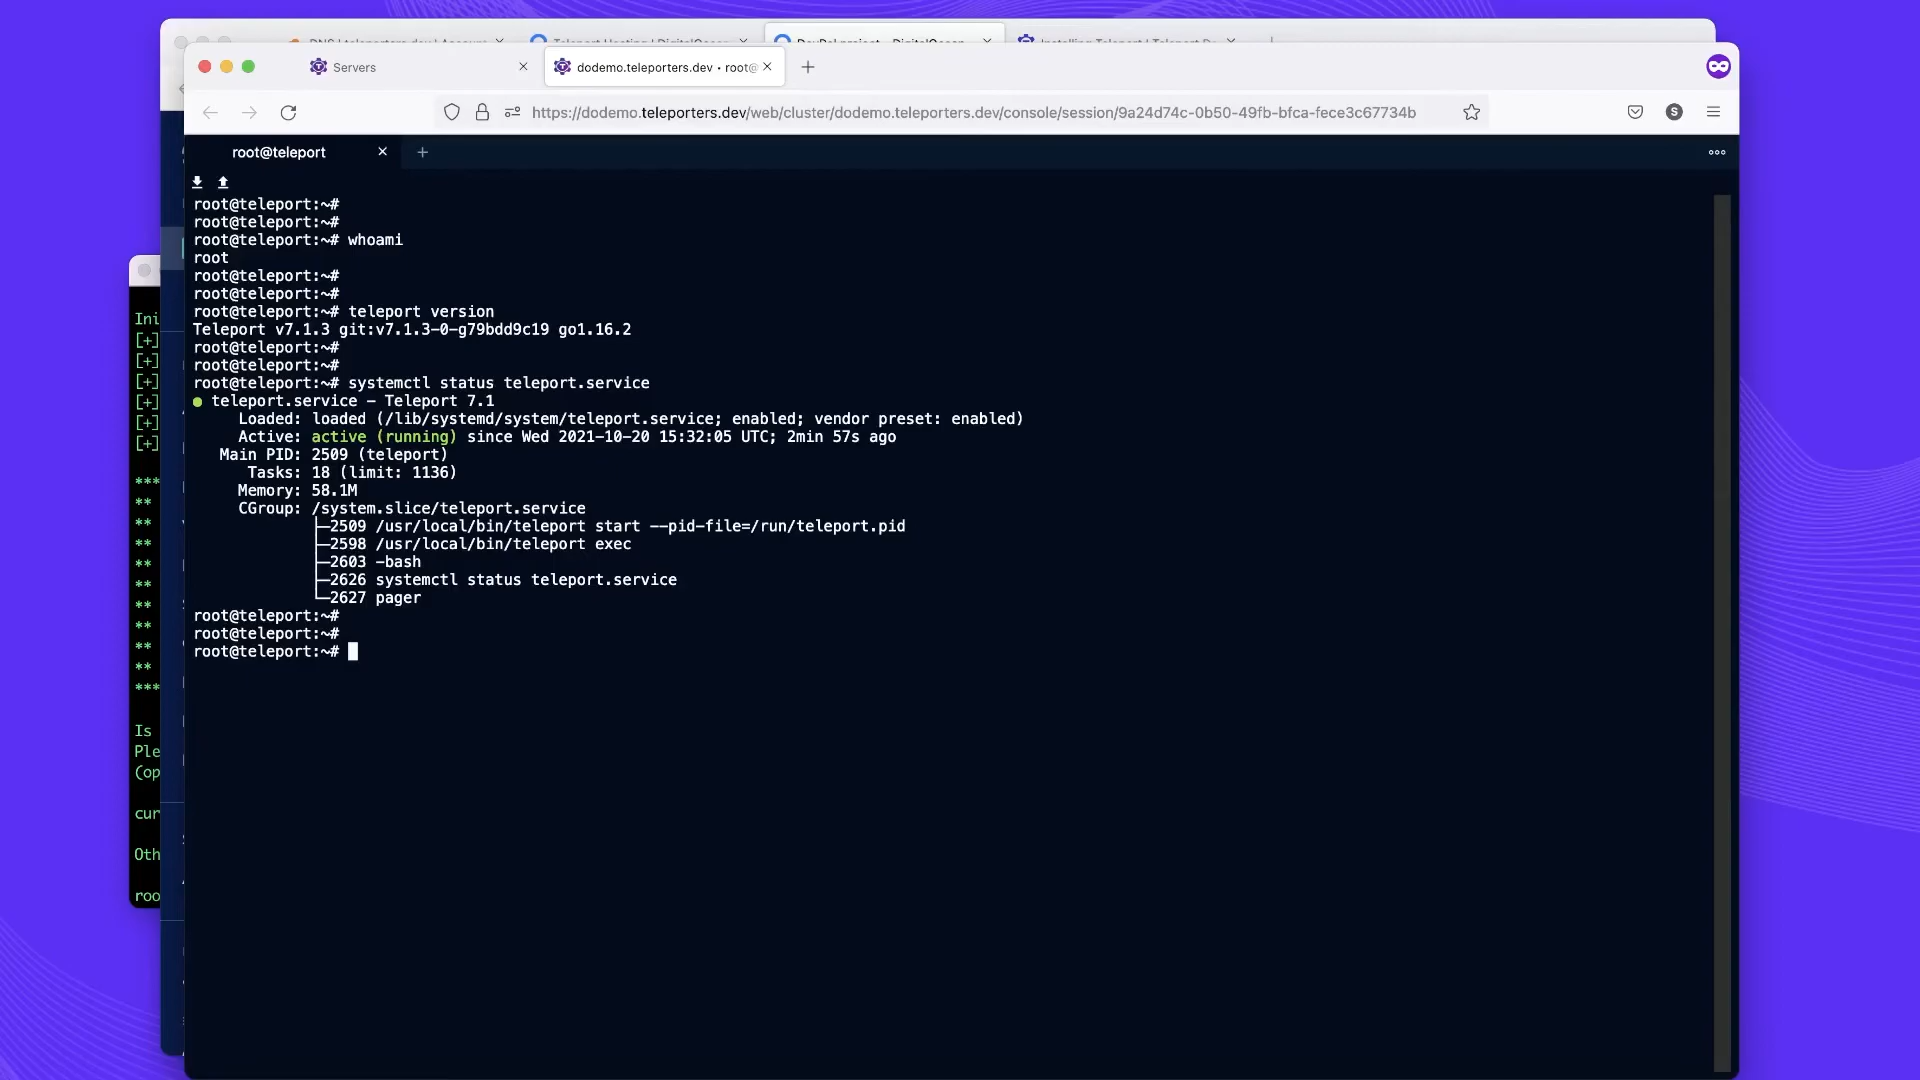 Servers
dodemo.teleporters.dev • root@
https://dodemo.teleporters.dev/web/cluster/dodemo.teleporters.dev/console/session/9a24d74c-0b50-49fb-bfca-fece3c67734b
S
root@teleport
root@teleport:~#
root@teleport:~#
root@teleport:~# whoami
root
root@teleport:~#
root@teleport:~#
root@teleport:~# teleport version
Teleport v7.1.3 git:v7.1.3-0-g79bdd9c19 go1.16.2
root@teleport:~#
root@teleport:~#
root@teleport:~# systemctl status teleport.service
● teleport.service - Teleport 7.1
Loaded: loaded (/lib/systemd/system/teleport.service; enabled; vendor preset: enabled)
Active: active (running) since Wed 2021-10-20 15:32:05 UTC; 2min 57s ago
Main PID: 2509 (teleport)
Tasks: 18 (limit: 1136)
Memory: 58.1M
CGroup: /system.slice/teleport.service
├─2509 /usr/local/bin/teleport start --pid-file=/run/teleport.pid
├─2598 /usr/local/bin/teleport exec
├─2603 -bash
├─2626 systemctl status teleport.service
└─2627 pager
root@teleport:~#
root@teleport:~#
root@teleport:~#
Ini
[+]
[+]
[+]
[+]
[+]
[+]
***
**
**
**
**
**
**
**
**
**
***
Is
Ple
(op
cur
Oth
roo